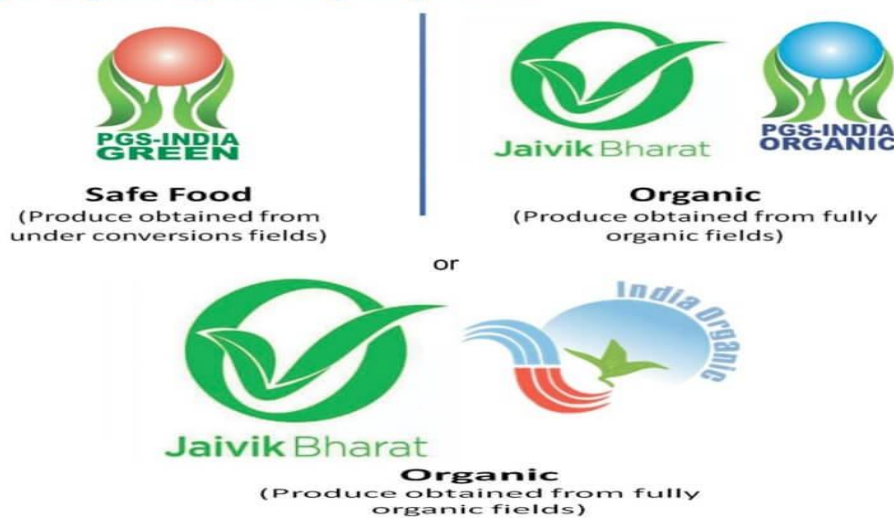 PGS-INDIA
GREEN
Safe Food
(Produce obtained from
under conversions fields)
Jaivik Bharat
PGS-INDIA
ORGANIC
Organic
(Produce obtained from fully
organic fields)
or
Jaivik Bharat
India Organic
Organic
(Produce obtained from fully
organic fields)